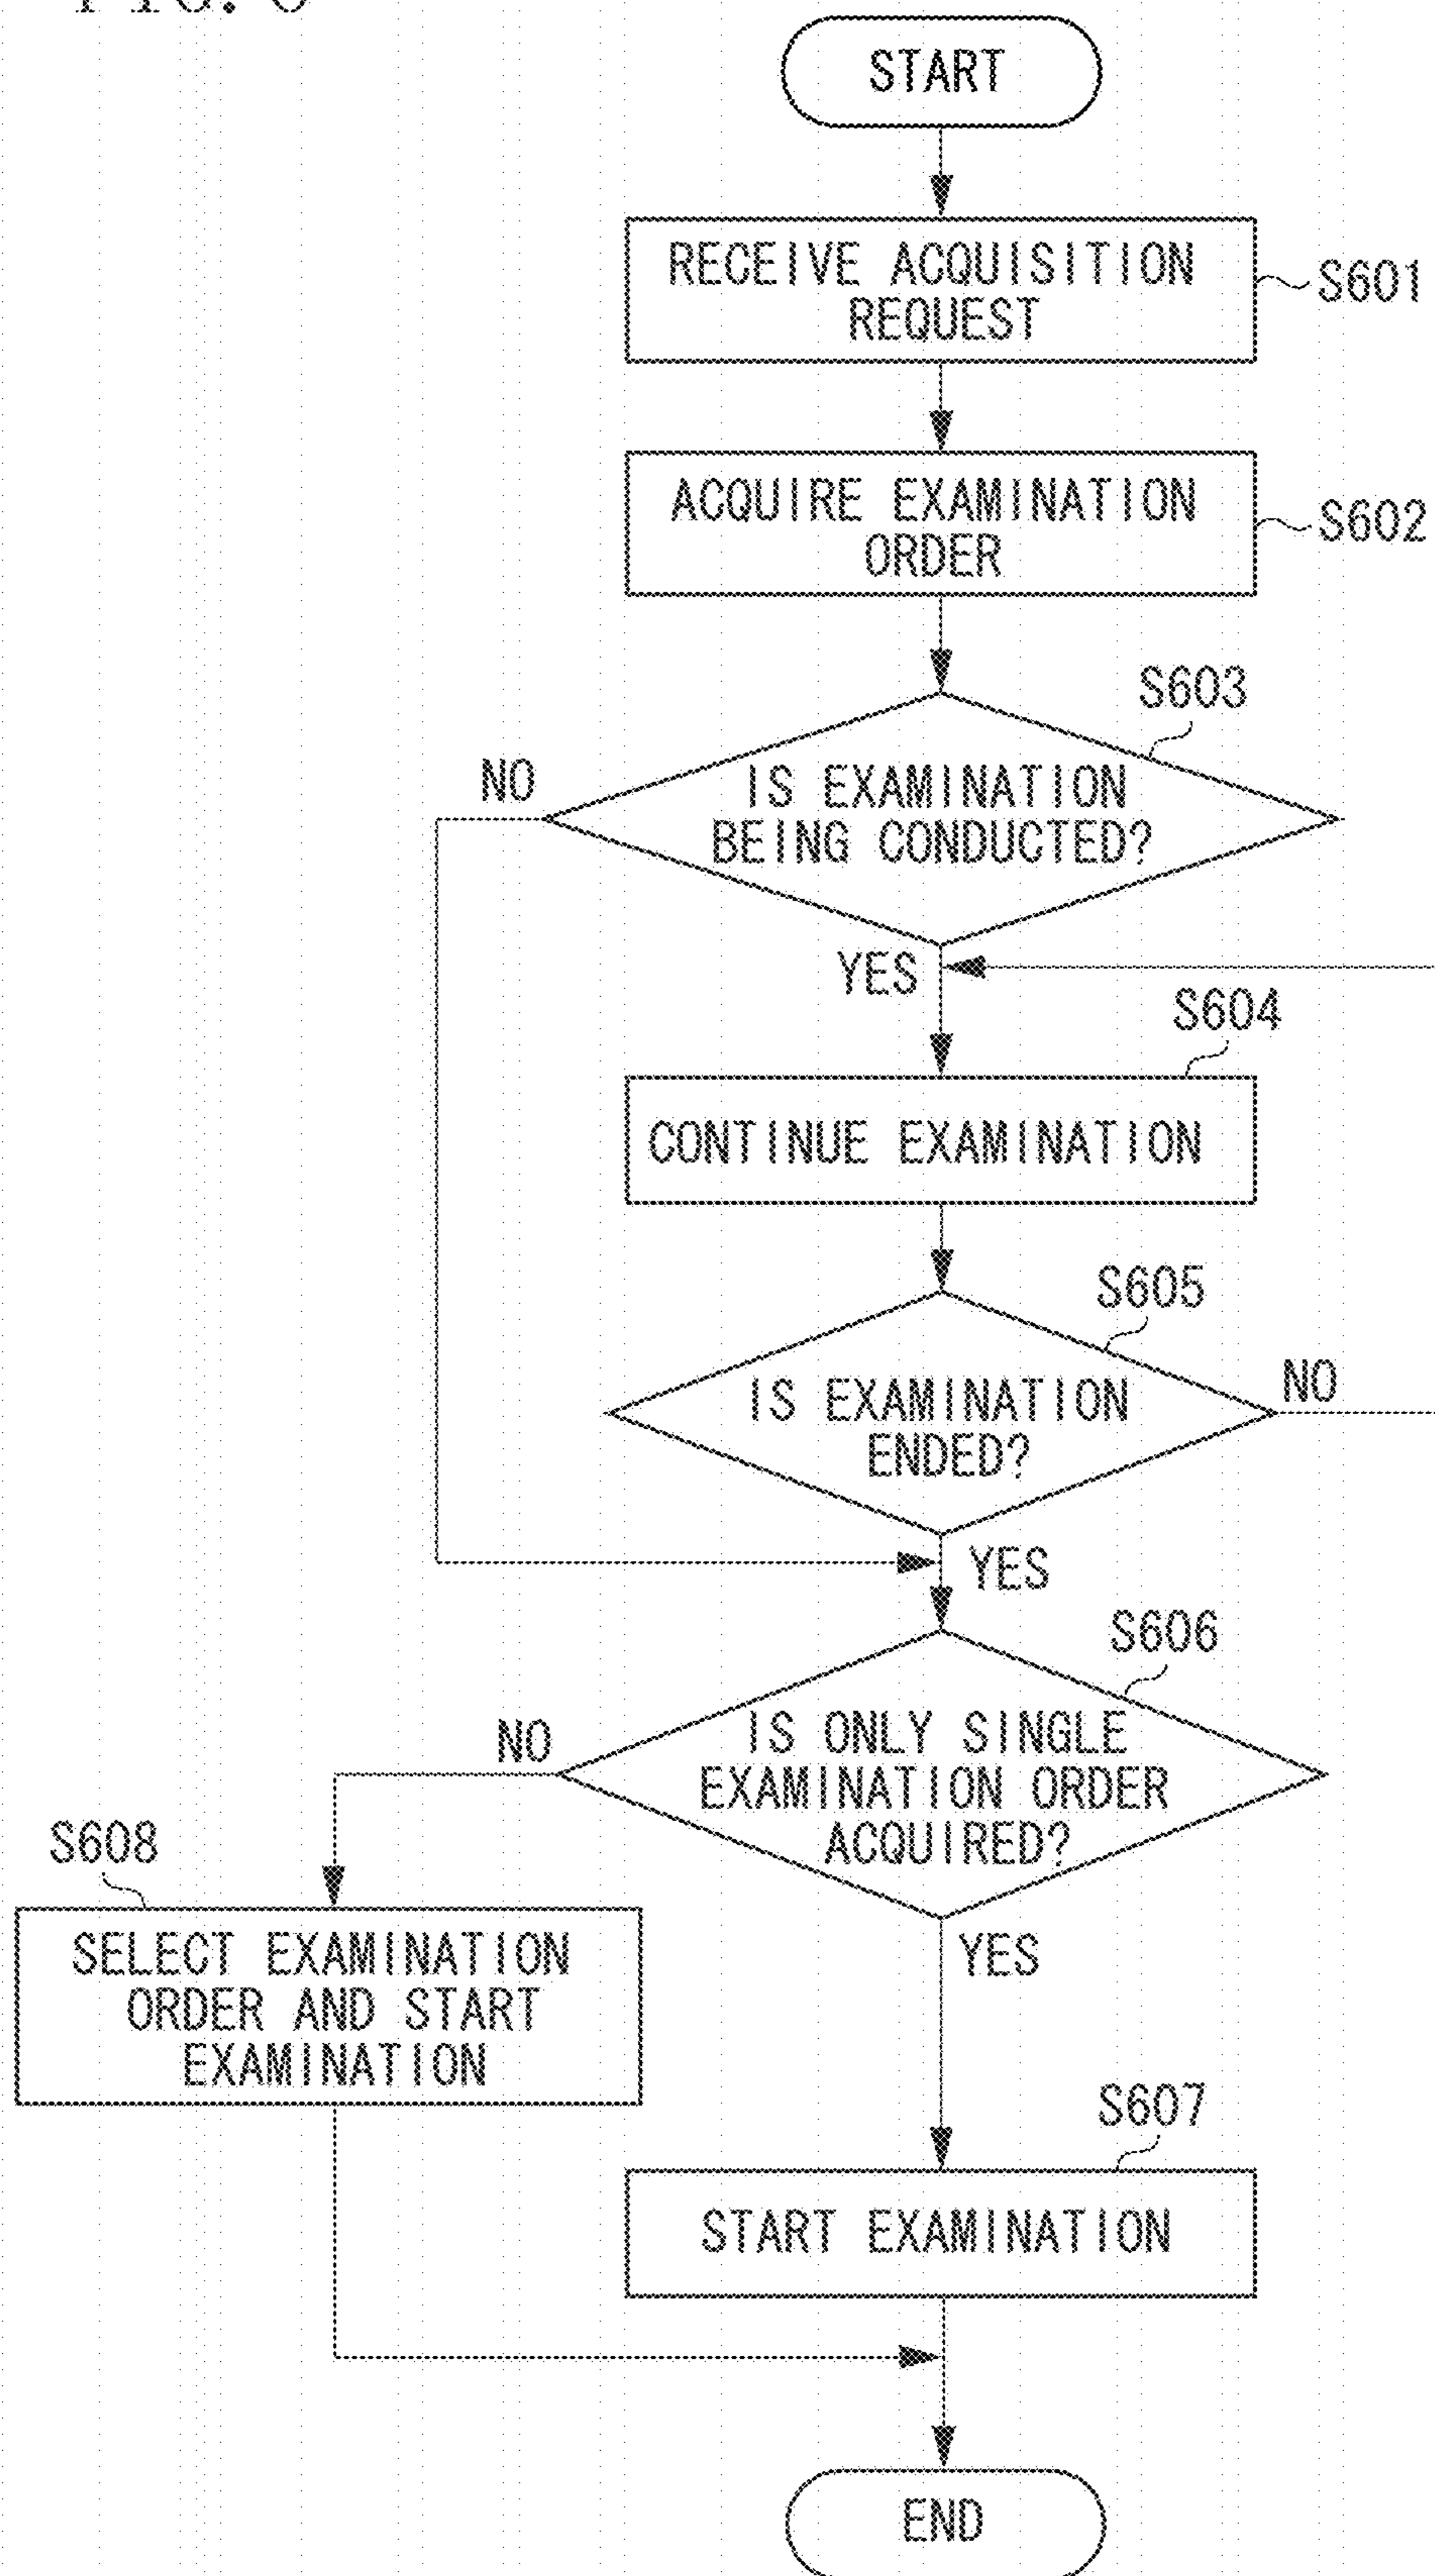 START
RECEIVE ACQUISITION
REQUEST
S601
ACQUIRE EXAMINATION
ORDER
S602
S603
NO
IS EXAMINATION
BEING CONDUCTED?
YES
S604
CONTINUE EXAMINATION
S605
NO
IS EXAMINATION
ENDED?
YES
S606
NO
IS ONLY SINGLE
EXAMINATION ORDER
ACQUIRED?
S608
YES
SELECT EXAMINATION
ORDER AND START
EXAMINATION
S607
START EXAMINATION
END